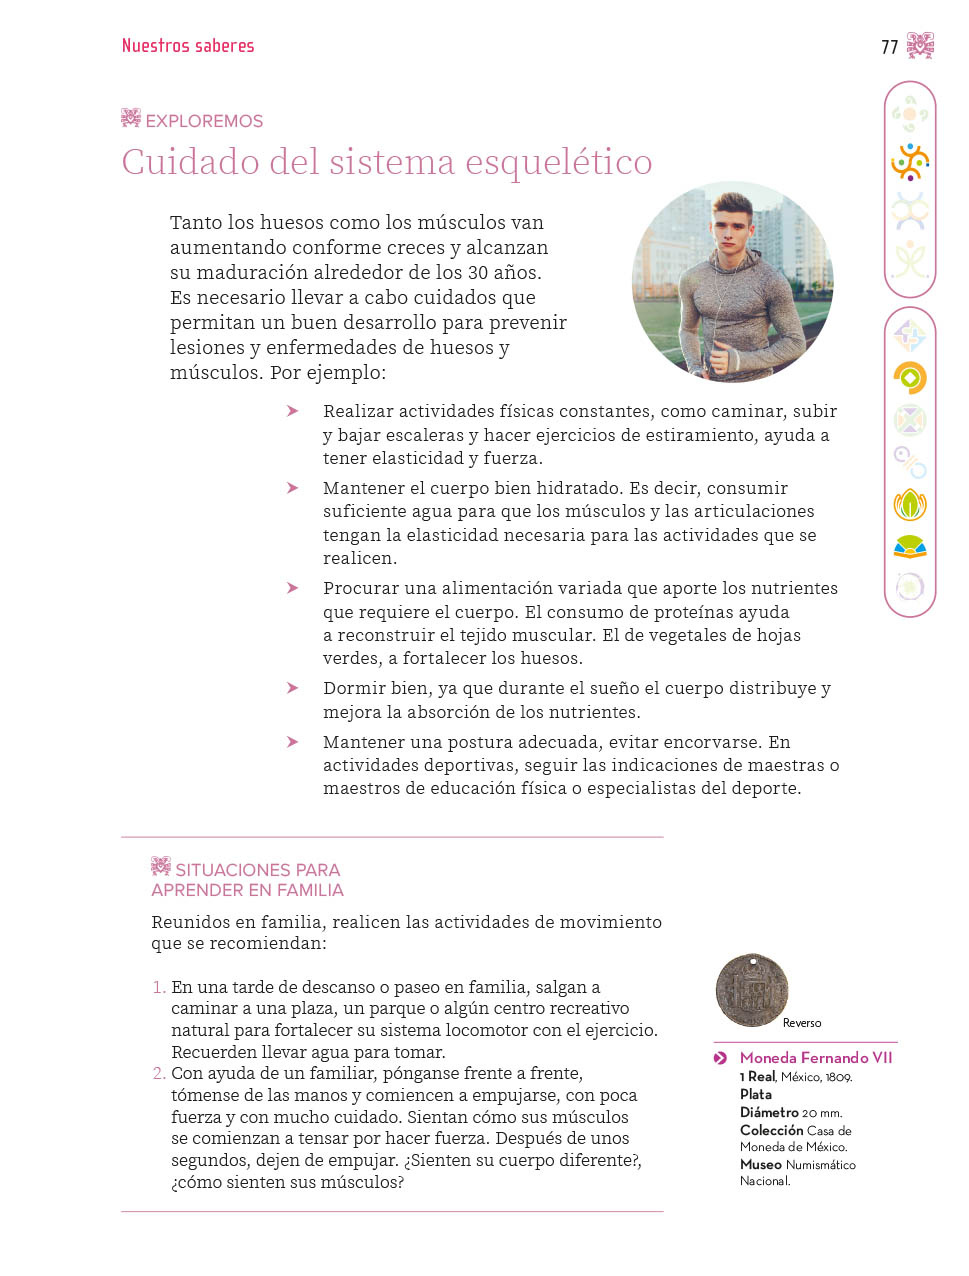 Nuestros saberes
77
EXPLOREMOS
Cuidado del sistema esquelético
Tanto los huesos como los músculos van
aumentando conforme creces y alcanzan
su maduración alrededor de los 30 años.
Es necesario llevar a cabo cuidados que
permitan un buen desarrollo para prevenir
lesiones y enfermedades de huesos y
músculos. Por ejemplo:
Realizar actividades físicas constantes, como caminar, subir
y bajar escaleras y hacer ejercicios de estiramiento, ayuda a
tener elasticidad y fuerza.
Mantener el cuerpo bien hidratado. Es decir, consumir
suficiente agua para que los músculos y las articulaciones
tengan la elasticidad necesaria para las actividades que se
realicen.
Procurar una alimentación variada que aporte los nutrientes
que requiere el cuerpo. El consumo de proteínas ayuda
a reconstruir el tejido muscular. El de vegetales de hojas
verdes, a fortalecer los huesos.
Dormir bien, ya que durante el sueño el cuerpo distribuye y
mejora la absorción de los nutrientes.
Mantener una postura adecuada, evitar encorvarse. En
actividades deportivas, seguir las indicaciones de maestras o
maestros de educación física o especialistas del deporte.
SITUACIONES PARA
APRENDER EN FAMILIA
Reunidos en familia, realicen las actividades de movimiento
que se recomiendan:
1. En una tarde de descanso o paseo en familia, salgan a
caminar a una plaza, un parque o algún centro recreativo
natural para fortalecer su sistema locomotor con el ejercicio.
Recuerden llevar agua para tomar.
2. Con ayuda de un familiar, pónganse frente a frente,
tómense de las manos y comiencen a empujarse, con poca
fuerza y con mucho cuidado. Sientan cómo sus músculos
se comienzan a tensar por hacer fuerza. Después de unos
segundos, dejen de empujar. ¿Sienten su cuerpo diferente?,
¿cómo sienten sus músculos?
Reverso
Moneda Fernando VII
1 Real, México, 1809.
Plata
Diámetro 20 mm.
Colección Casa de
Moneda de México.
Museo Numismático
Nacional.